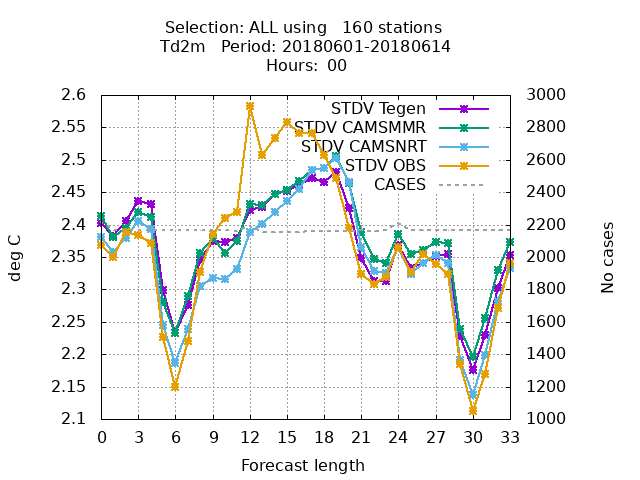 Selection: ALL using   160 stations
Td2m   Period: 20180601-20180614
Hours:  00
2.6
2.55
2.5
2.45
2.4
2.35
2.3
2.25
2.2
2.15
2.1
deg C
STDV Tegen
STDV CAMSMMR
STDV CAMSNRT
STDV OBS
CASES
3000
2800
2600
2400
2200
2000
1800
1600
1400
1200
1000
No cases
0 3 6 9 12 15 18 21 24 27 30 33
Forecast length